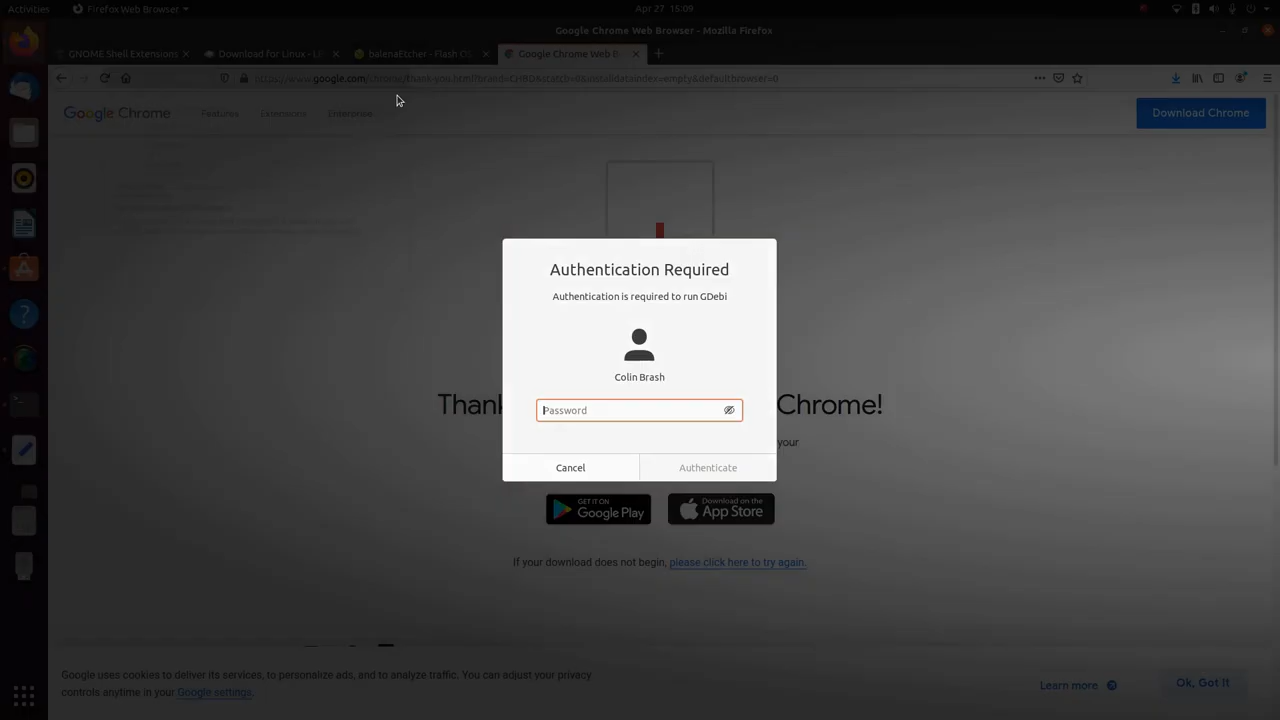 Activities
Firefox Web Browser
Apr 27 15:09
Google Chrome Web Browser - Mozilla Firefox
GNOME Shell Extensions
Download for Linux - Li
balenaEtcher - Flash OS
Google Chrome Web B
Google Chrome
Features
Extensions
Enterprise
Download Chrome
Authentication Required
Authentication is required to run GDebi
Colin Brash
Password
Cancel
Authenticate
Thank
Chrome!
your
GET IT ON
Google Play
Download on the
App Store
If your download does not begin, please click here to try again.
Google uses cookies to deliver its services, to personalize ads, and to analyze traffic. You can adjust your privacy
controls anytime in your Google settings.
Learn more
Ok, Got It